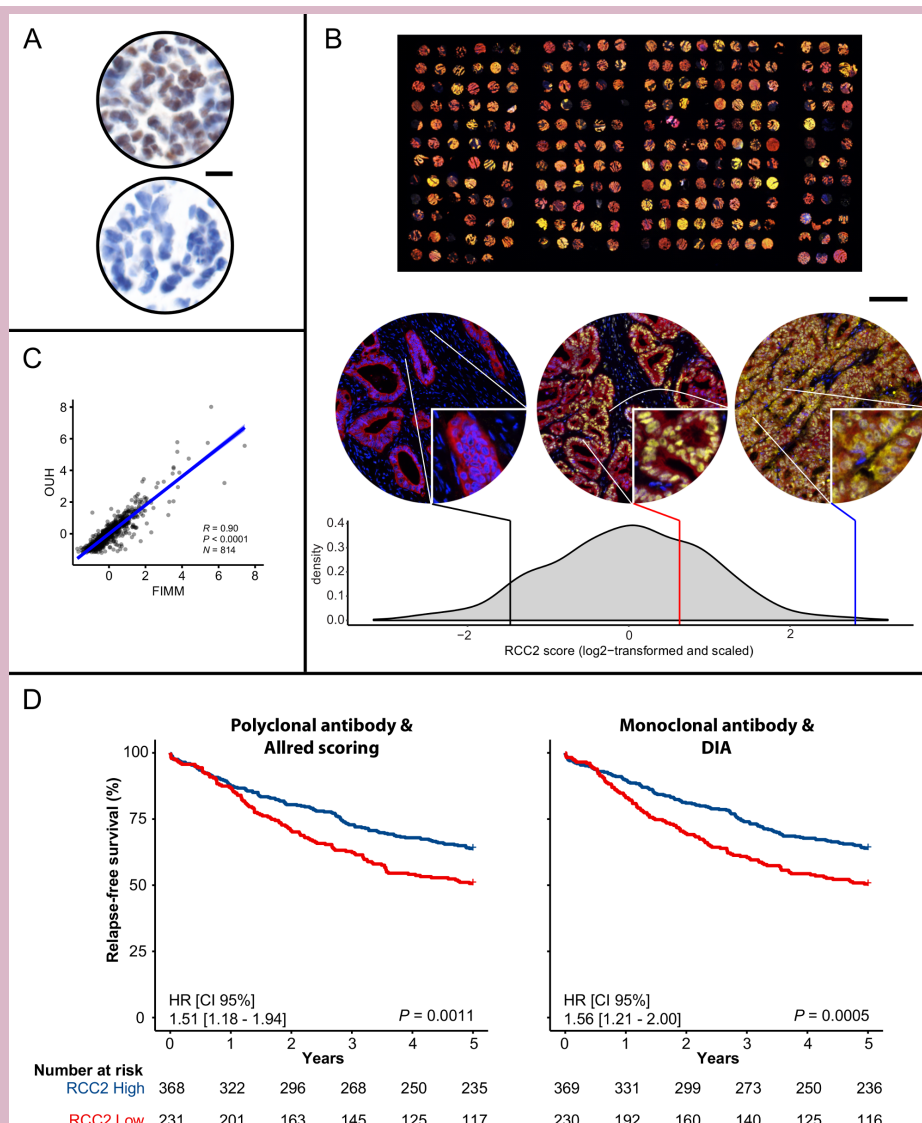 A
B
C
8
6
4
2
0
OUH
R = 0.90
P < 0.0001
N = 814
0 2 4 6 8
FIMM
0.4
0.3
0.2
0.1
0.0
density
−2 0 2
RCC2 score (log2−transformed and scaled)
D
Polyclonal antibody &
Allred scoring
Monoclonal antibody &
DIA
100
75
50
25
0
Relapse-free survival (%)
HR [CI 95%]
1.51 [1.18 - 1.94]
P = 0.0011
HR [CI 95%]
1.56 [1.21 - 2.00]
P = 0.0005
0 1 2 3 4 5
0 1 2 3 4 5
Years
Years
Number at risk
RCC2 High 368 322 296 268 250 235
369 331 299 273 250 236
RCC2 Low 231 201 163 145 125 117
230 192 160 140 125 116